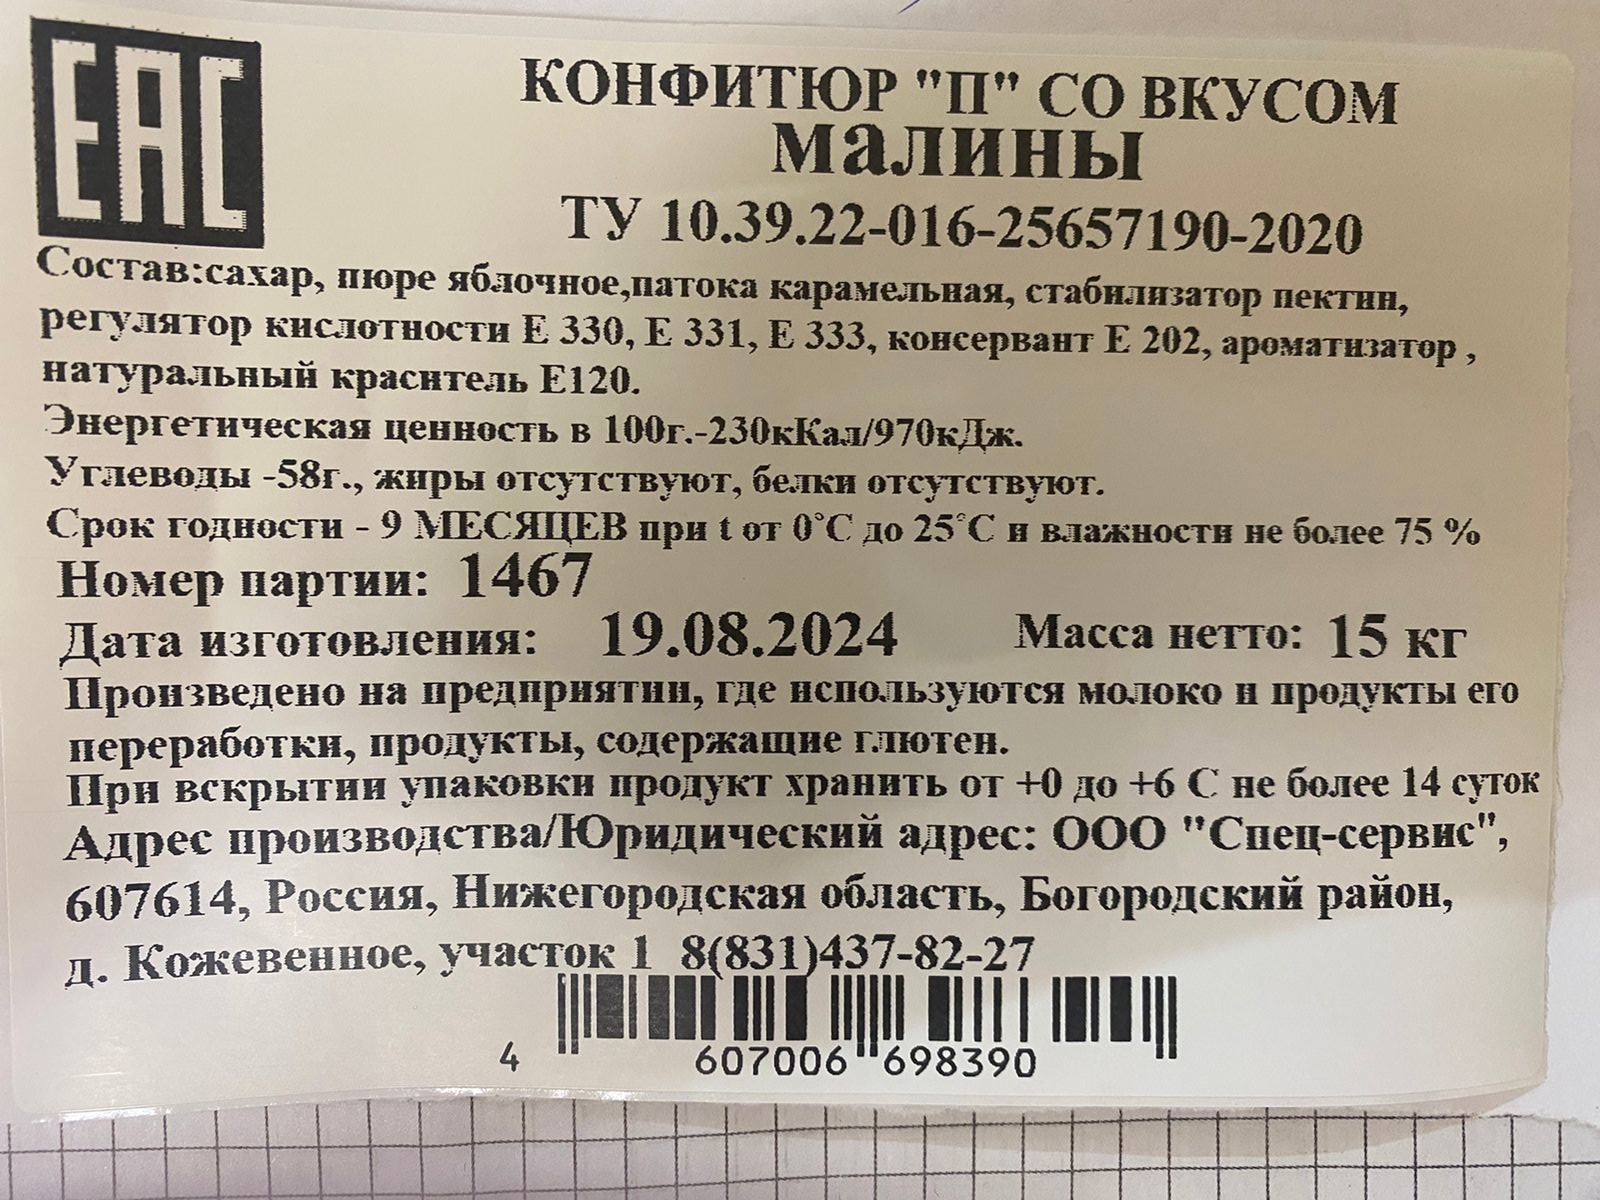 EAC
КОНФИТЮР "П" СО ВКУСОМ
МАЛИНЫ
ТУ 10.39.22-016-25657190-2020
Состав:сахар, пюре яблочное,патока карамельная, стабилизатор пектин,
регулятор кислотности Е 330, Е 331, Е 333, консервант Е 202, ароматизатор ,
натуральный краситель Е120.
Энергетическая ценность в 100г.-230кКал/970кДж.
Углеводы -58г., жиры отсутствуют, белки отсутствуют.
Срок годности - 9 МЕСЯЦЕВ при t от 0°С до 25°С и влажности не более 75 %
Номер партии: 1467
Дата изготовления: 19.08.2024 Масса нетто: 15 кг
Произведено на предприятии, где используются молоко и продукты его
переработки, продукты, содержащие глютен.
При вскрытии упаковки продукт хранить от +0 до +6 С не более 14 суток
Адрес производства/Юридический адрес: ООО "Спец-сервис",
607614, Россия, Нижегородская область, Богородский район,
д. Кожевенное, участок 1 8(831)437-82-27
4 607006 698390